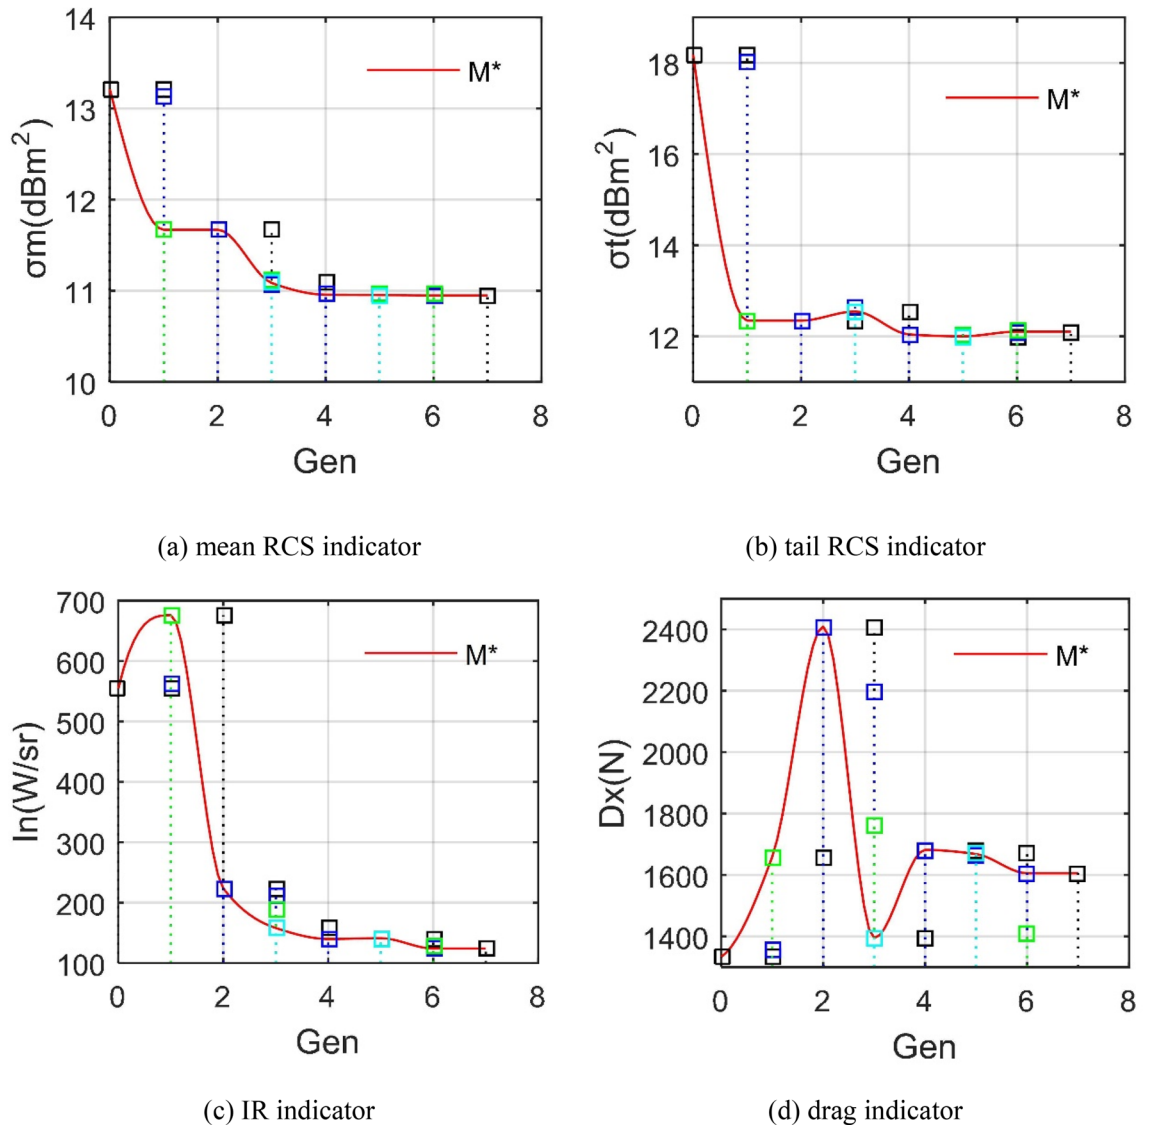 14
13
12
11
10
σm(dBm²)
M*
0 2 4 6 8
Gen
(a) mean RCS indicator
18
16
14
12
σt(dBm²)
M*
0 2 4 6 8
Gen
(b) tail RCS indicator
700
600
500
400
300
200
100
In(W/sr)
M*
0 2 4 6 8
Gen
(c) IR indicator
2400
2200
2000
1800
1600
1400
Dx(N)
M*
0 2 4 6 8
Gen
(d) drag indicator